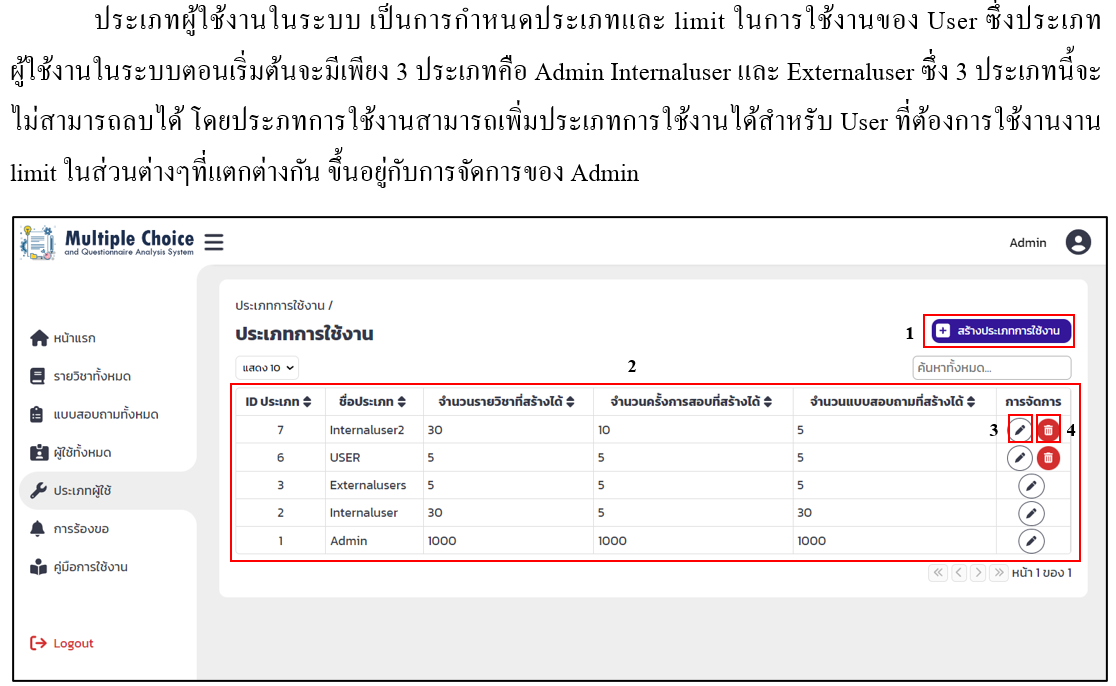 ประเภทผู้ใช้งานในระบบ เป็นการกำหนดประเภทและ limit ในการใช้งานของ User ซึ่งประเภท
ผู้ใช้งานในระบบตอนเริ่มต้นจะมีเพียง 3 ประเภทคือ Admin Internaluser และ Externaluser ซึ่ง 3 ประเภทนี้จะ
ไม่สามารถลบได้ โดยประภทการใช้งานสามารถเพิ่มประเภทการใช้งานได้สำหรับ User ที่ต้องการใช้งานงาน
limit ในส่วนต่างๆที่แตกต่างกัน ขึ้นอยู่กับการจัดการของ Admin
Multiple Choice
and Questionnaire Analysis System
Admin
หน้าแรก
รายวิชาทั้งหมด
แบบสอบถามทั้งหมด
ผู้ใช้ทั้งหมด
ประเภทผู้ใช้
การร้องขอ
คู่มือการใช้งาน
Logout
ประเภทการใช้งาน /
ประเภทการใช้งาน
1 สร้างประเภทการใช้งาน
แสดง 10 2 ค้นหาทั้งหมด...
ID ประเภท ชื่อประเภท จำนวนรายวิชาที่สร้างได้ จำนวนครั้งการสอบที่สร้างได้ จำนวนแบบสอบถามที่สร้างได้ การจัดการ
7 Internaluser2 30 10 5 3 4
6 USER 5 5 5
3 Externalusers 5 5 5
2 Internaluser 30 5 30
1 Admin 1000 1000 1000
หน้า 1 ของ 1